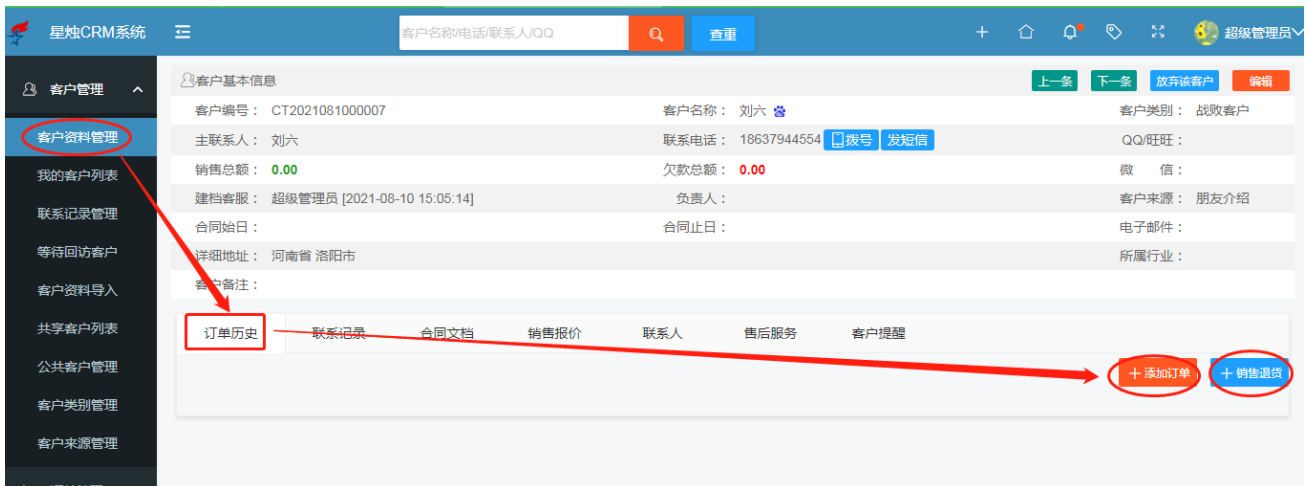 星烛CRM系统
客户名称/电话/联系人/QQ
查重
超级管理员
客户管理
客户资料管理
我的客户列表
联系记录管理
等待回访客户
客户资料导入
共享客户列表
公共客户管理
客户类别管理
客户来源管理
客户基本信息
上一条 下一条 放弃该客户 编辑
客户编号： CT2021081000007 客户名称： 刘六 客户类别： 战败客户
主联系人： 刘六 联系电话： 18637944554 拨号 发短信 QQ/旺旺：
销售总额： 0.00 欠款总额： 0.00 微 信：
建档客服： 超级管理员 [2021-08-10 15:05:14] 负责人： 客户来源： 朋友介绍
合同始日： 合同止日： 电子邮件：
详细地址： 河南省 洛阳市 所属行业：
客户备注：
订单历史 联系记录 合同文档 销售报价 联系人 售后服务 客户提醒
＋添加订单 ＋销售退货